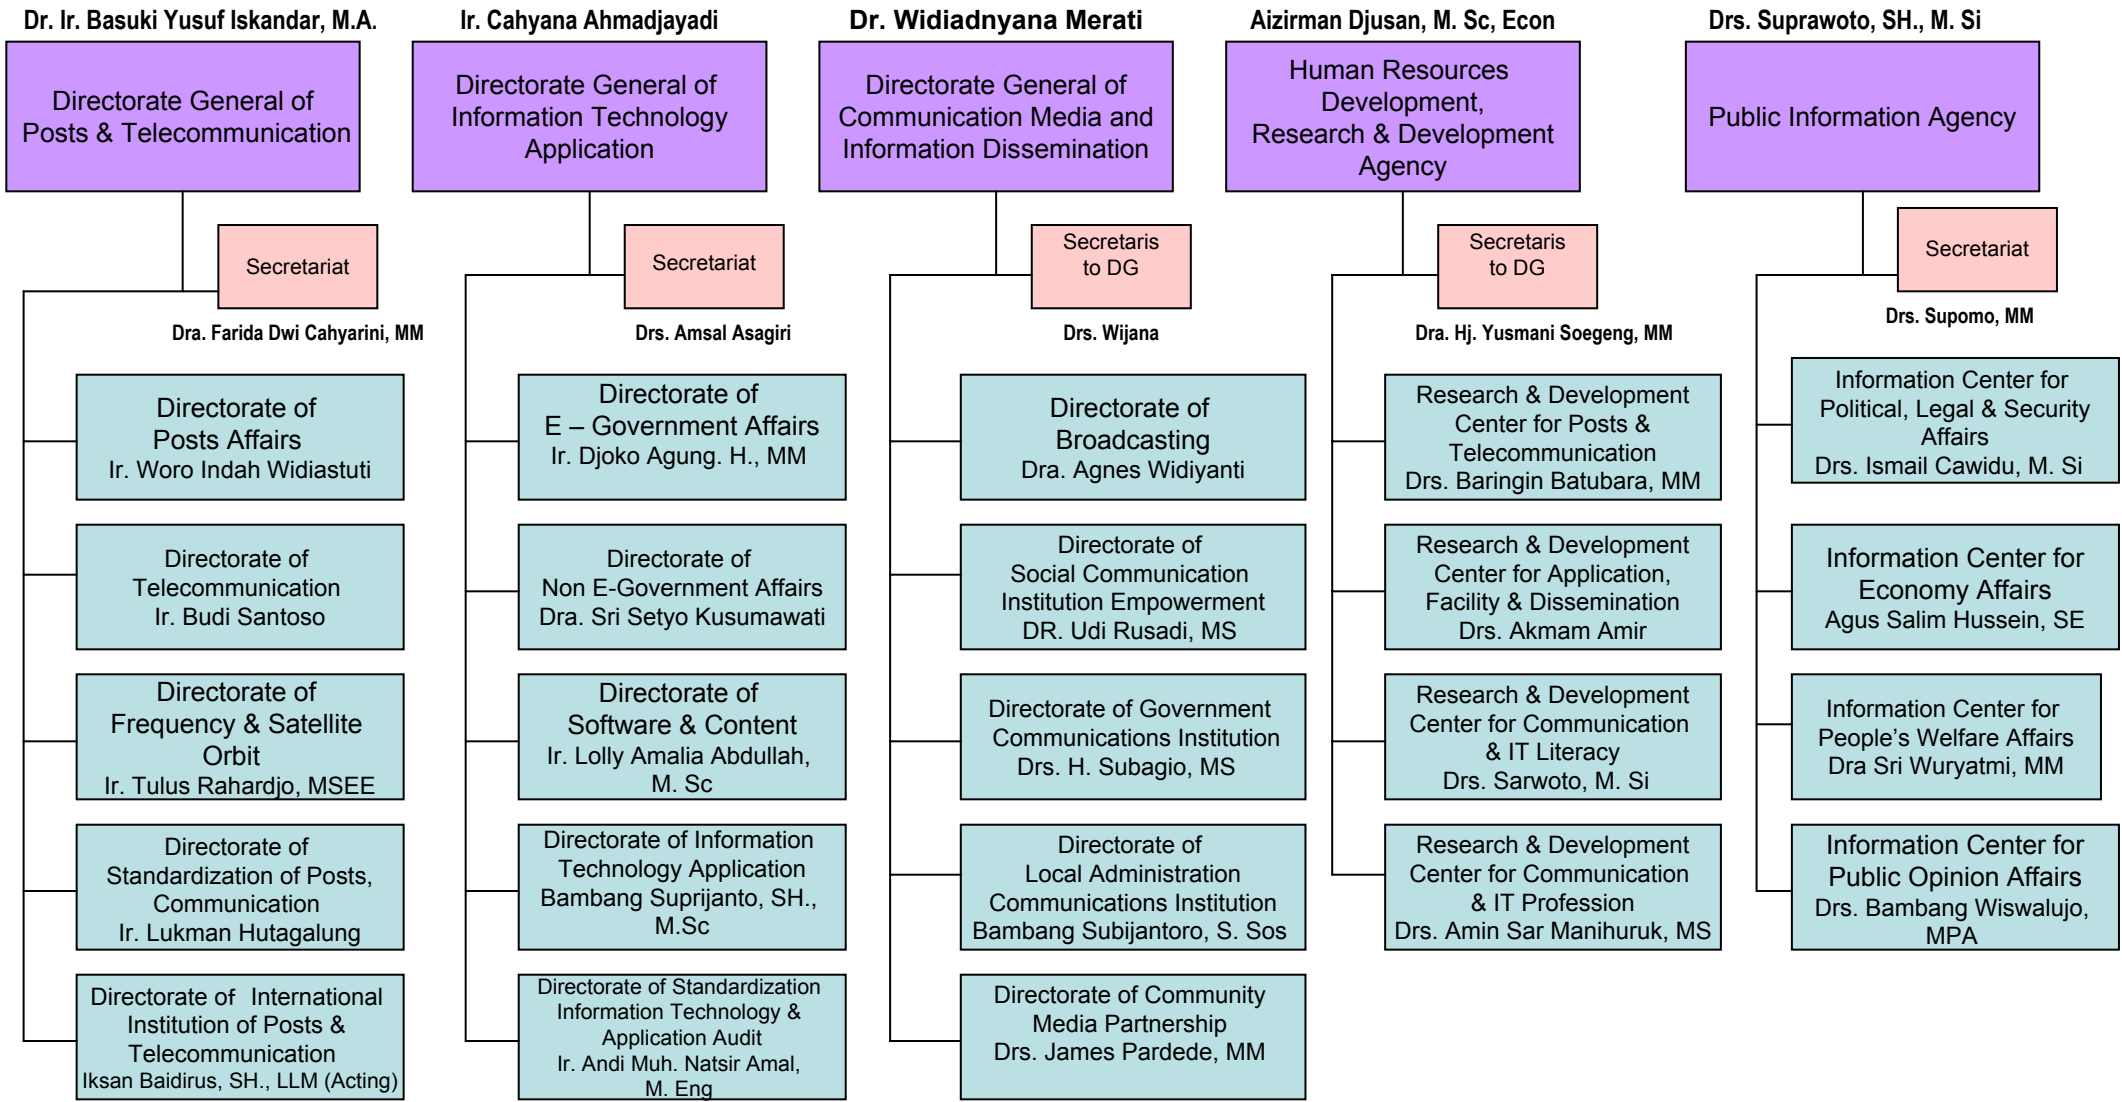 Dr. Ir. Basuki Yusuf Iskandar, M.A.
Directorate General of
Posts & Telecommunication
Secretariat
Dra. Farida Dwi Cahyarini, MM
Directorate of
Posts Affairs
Ir. Woro Indah Widiastuti
Directorate of
Telecommunication
Ir. Budi Santoso
Directorate of
Frequency & Satellite
Orbit
Ir. Tulus Rahardjo, MSEE
Directorate of
Standardization of Posts,
Communication
Ir. Lukman Hutagalung
Directorate of International
Institution of Posts &
Telecommunication
Iksan Baidirus, SH., LLM (Acting)
Ir. Cahyana Ahmadjayadi
Directorate General of
Information Technology
Application
Secretariat
Drs. Amsal Asagiri
Directorate of
E – Government Affairs
Ir. Djoko Agung. H., MM
Directorate of
Non E-Government Affairs
Dra. Sri Setyo Kusumawati
Directorate of
Software & Content
Ir. Lolly Amalia Abdullah,
M. Sc
Directorate of Information
Technology Application
Bambang Suprijanto, SH.,
M.Sc
Directorate of Standardization
Information Technology &
Application Audit
Ir. Andi Muh. Natsir Amal,
M. Eng
Dr. Widiadnyana Merati
Directorate General of
Communication Media and
Information Dissemination
Secretaris
to DG
Drs. Wijana
Directorate of
Broadcasting
Dra. Agnes Widiyanti
Directorate of
Social Communication
Institution Empowerment
DR. Udi Rusadi, MS
Directorate of Government
Communications Institution
Drs. H. Subagio, MS
Directorate of
Local Administration
Communications Institution
Bambang Subijantoro, S. Sos
Directorate of Community
Media Partnership
Drs. James Pardede, MM
Aizirman Djusan, M. Sc, Econ
Human Resources
Development,
Research & Development
Agency
Secretaris
to DG
Dra. Hj. Yusmani Soegeng, MM
Research & Development
Center for Posts &
Telecommunication
Drs. Baringin Batubara, MM
Research & Development
Center for Application,
Facility & Dissemination
Drs. Akmam Amir
Research & Development
Center for Communication
& IT Literacy
Drs. Sarwoto, M. Si
Research & Development
Center for Communication
& IT Profession
Drs. Amin Sar Manihuruk, MS
Drs. Suprawoto, SH., M. Si
Public Information Agency
Secretariat
Drs. Supomo, MM
Information Center for
Political, Legal & Security
Affairs
Drs. Ismail Cawidu, M. Si
Information Center for
Economy Affairs
Agus Salim Hussein, SE
Information Center for
People’s Welfare Affairs
Dra Sri Wuryatmi, MM
Information Center for
Public Opinion Affairs
Drs. Bambang Wiswalujo,
MPA